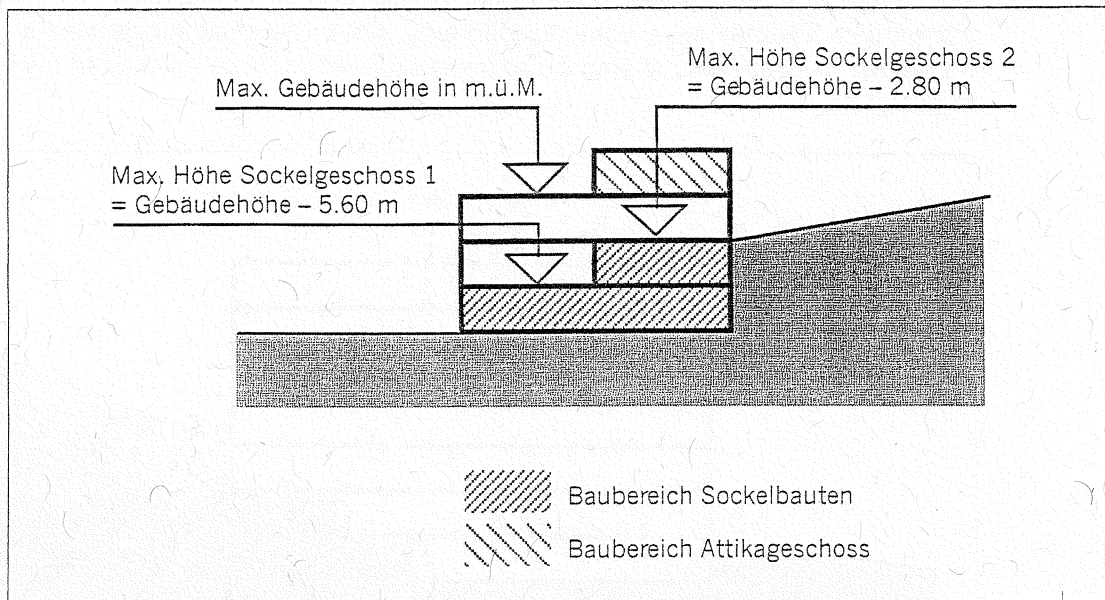 Max. Höhe Sockelgeschoss 2
= Gebäudehöhe – 2.80 m
Max. Gebäudehöhe in m.ü.M.
Max. Höhe Sockelgeschoss 1
= Gebäudehöhe – 5.60 m
Baubereich Sockelbauten
Baubereich Attikageschoss